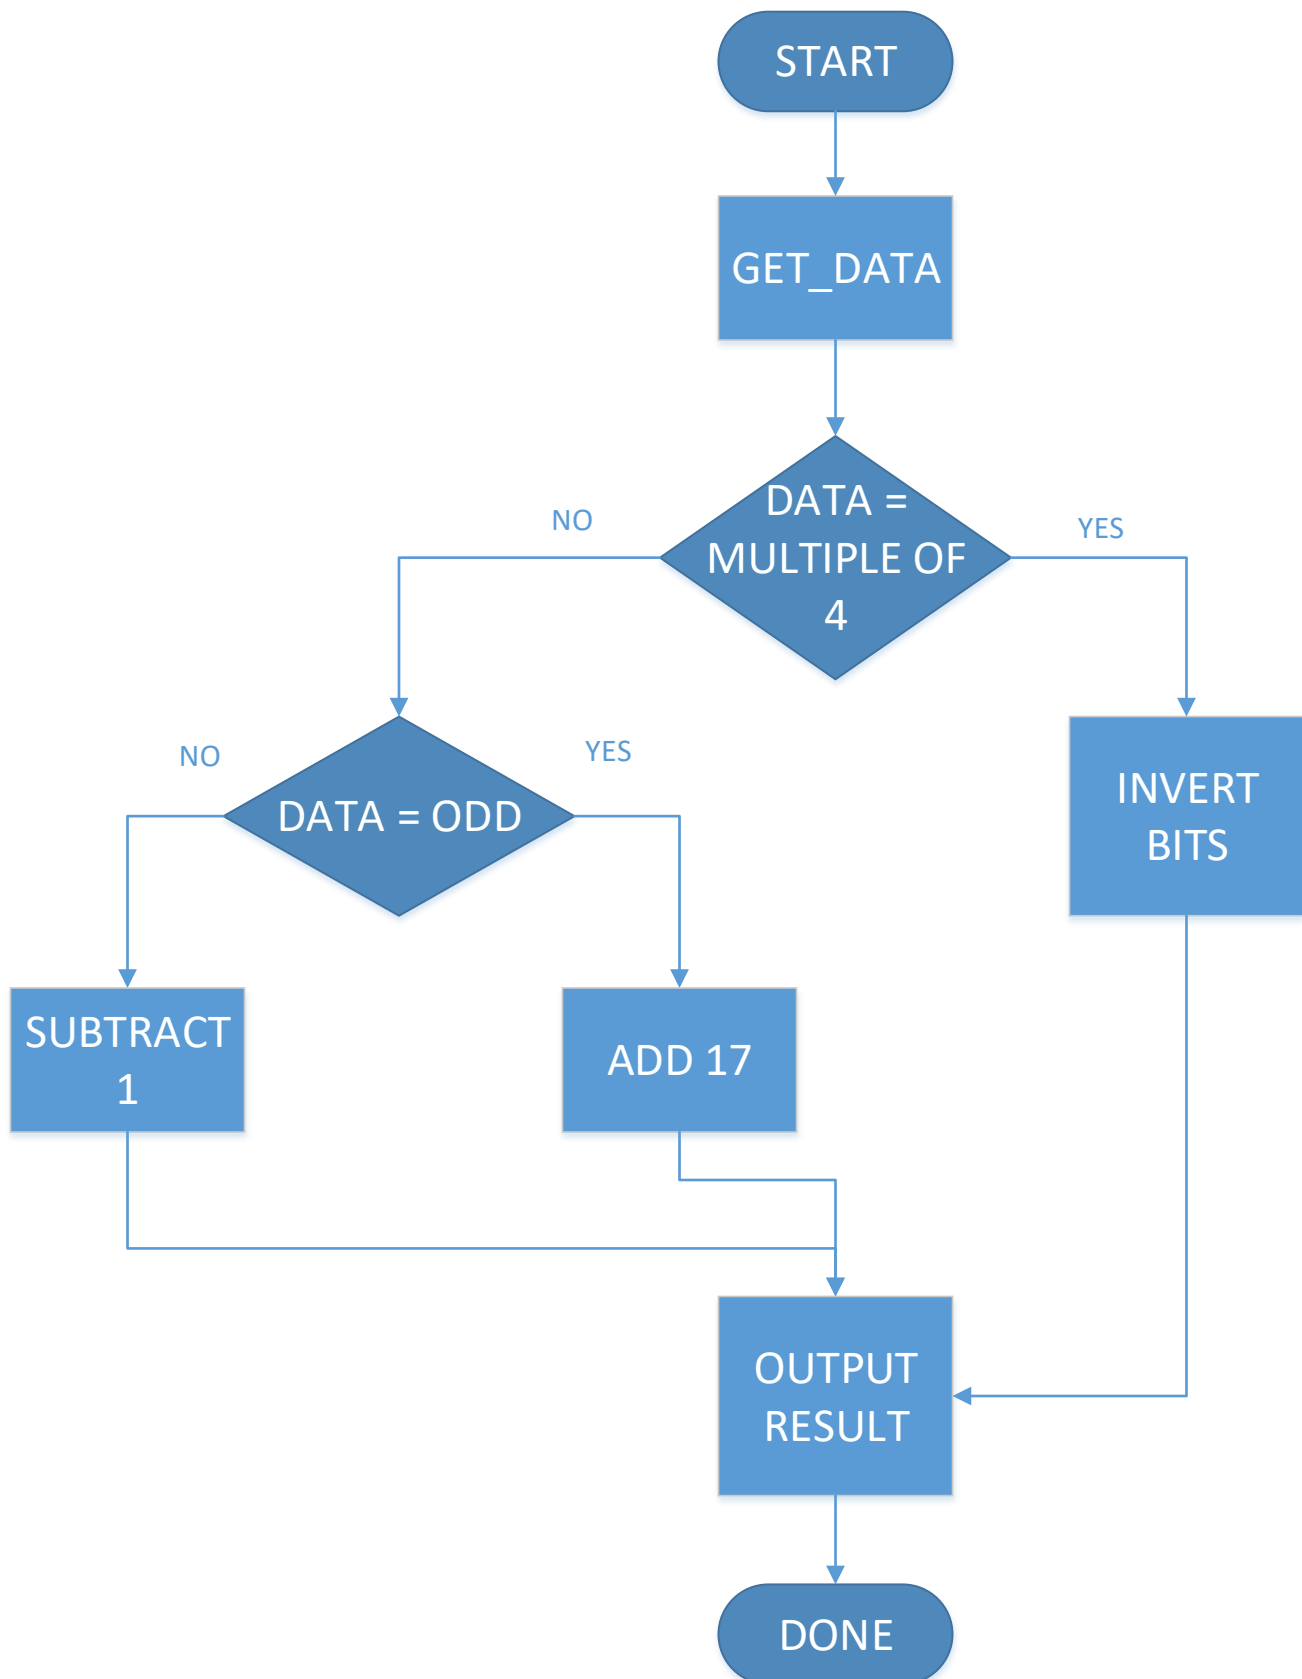 START
GET_DATA
DATA =
MULTIPLE OF
4
NO
YES
DATA = ODD
NO
YES
INVERT
BITS
SUBTRACT
1
ADD 17
OUTPUT
RESULT
DONE